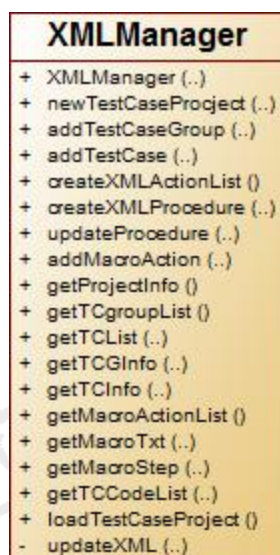 XMLManager
+ XMLManager (..)
+ newTestCaseProcject (..)
+ addTestCaseGroup (..)
+ addTestCase (..)
+ createXMLActionList ()
+ createXMLProcedure (..)
+ updateProcedure (..)
+ addMacroAction (..)
+ getProjectInfo ()
+ getTCgroupList ()
+ getTCList (..)
+ getTCGInfo (..)
+ getTCInfo (..)
+ getMacroActionList ()
+ getMacroTxt (..)
+ getMacroStep (..)
+ getTCCodeList (..)
+ loadTestCaseProject ()
- updateXML (..)